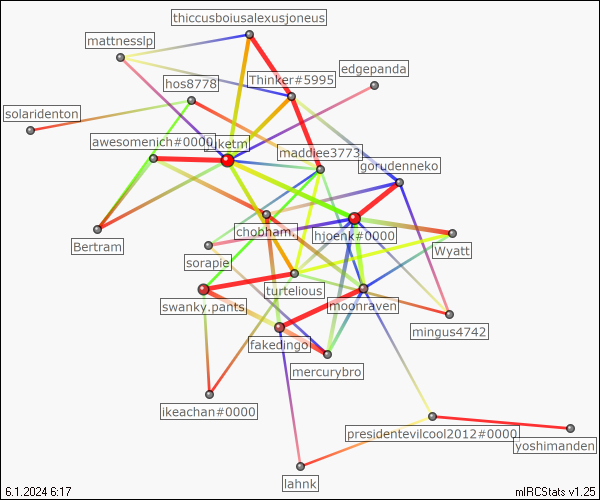 thiccusboiusalexusjoneus
mattnesslp
edgepanda
Thinker#5995
hos8778
solaridenton
awesomenich#0000
luketm
maddiee3773
gorudenneko
chobham.
hjoenk#0000
Bertram
Wyatt
sorapie
turtelious
swanky.pants
moonraven
mingus4742
fakedingo
mercurybro
ikeachan#0000
presidentevilcool2012#0000
yoshimanden
lahnk
6.1.2024 6:17
mIRCStats v1.25